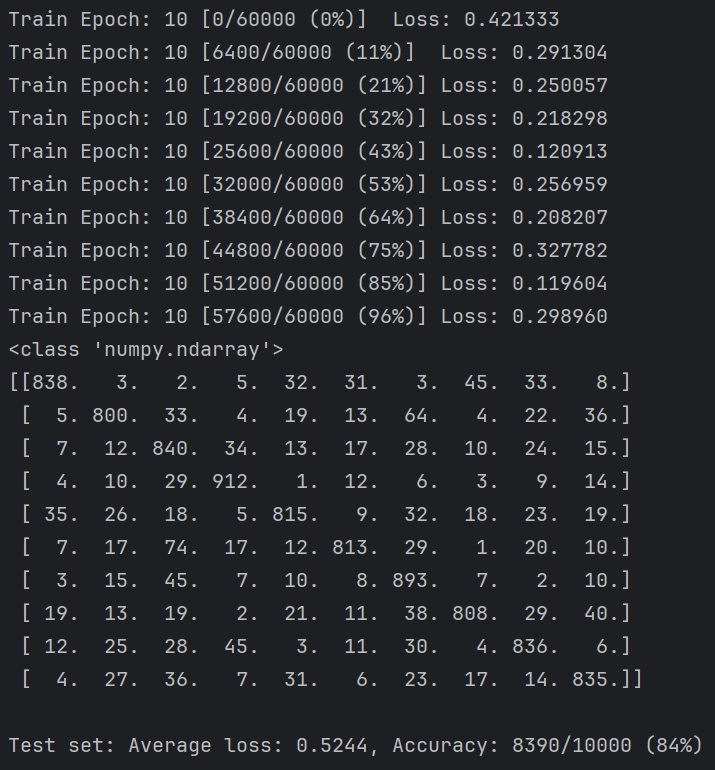 Train Epoch: 10 [0/60000 (0%)]  Loss: 0.421333
Train Epoch: 10 [6400/60000 (11%)]  Loss: 0.291304
Train Epoch: 10 [12800/60000 (21%)] Loss: 0.250057
Train Epoch: 10 [19200/60000 (32%)] Loss: 0.218298
Train Epoch: 10 [25600/60000 (43%)] Loss: 0.120913
Train Epoch: 10 [32000/60000 (53%)] Loss: 0.256959
Train Epoch: 10 [38400/60000 (64%)] Loss: 0.208207
Train Epoch: 10 [44800/60000 (75%)] Loss: 0.327782
Train Epoch: 10 [51200/60000 (85%)] Loss: 0.119604
Train Epoch: 10 [57600/60000 (96%)] Loss: 0.298960
<class 'numpy.ndarray'>
[[838.   3.   2.   5.  32.  31.   3.  45.  33.   8.]
 [  5. 800.  33.   4.  19.  13.  64.   4.  22.  36.]
 [  7.  12. 840.  34.  13.  17.  28.  10.  24.  15.]
 [  4.  10.  29. 912.   1.  12.   6.   3.   9.  14.]
 [ 35.  26.  18.   5. 815.   9.  32.  18.  23.  19.]
 [  7.  17.  74.  17.  12. 813.  29.   1.  20.  10.]
 [  3.  15.  45.   7.  10.   8. 893.   7.   2.  10.]
 [ 19.  13.  19.   2.  21.  11.  38. 808.  29.  40.]
 [ 12.  25.  28.  45.   3.  11.  30.   4. 836.   6.]
 [  4.  27.  36.   7.  31.   6.  23.  17.  14. 835.]]
Test set: Average loss: 0.5244, Accuracy: 8390/10000 (84%)